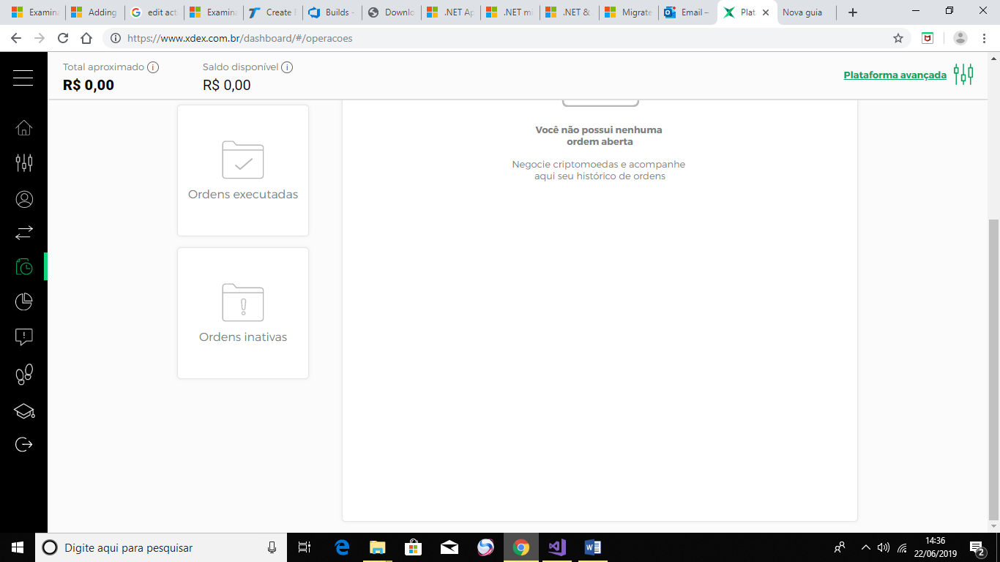 Examina
Adding
edit act
Examina
Create
Builds -
Downlo
.NET Ap
.NET mi
.NET &
Migrate
Email –
Plat
Nova guia
https://www.xdex.com.br/dashboard/#/operacoes
Total aproximado
R$ 0,00
Saldo disponível
R$ 0,00
Plataforma avançada
Você não possui nenhuma
ordem aberta
Negocie criptomoedas e acompanhe
aqui seu histórico de ordens
Ordens executadas
Ordens inativas
Digite aqui para pesquisar
14:36
22/06/2019
2